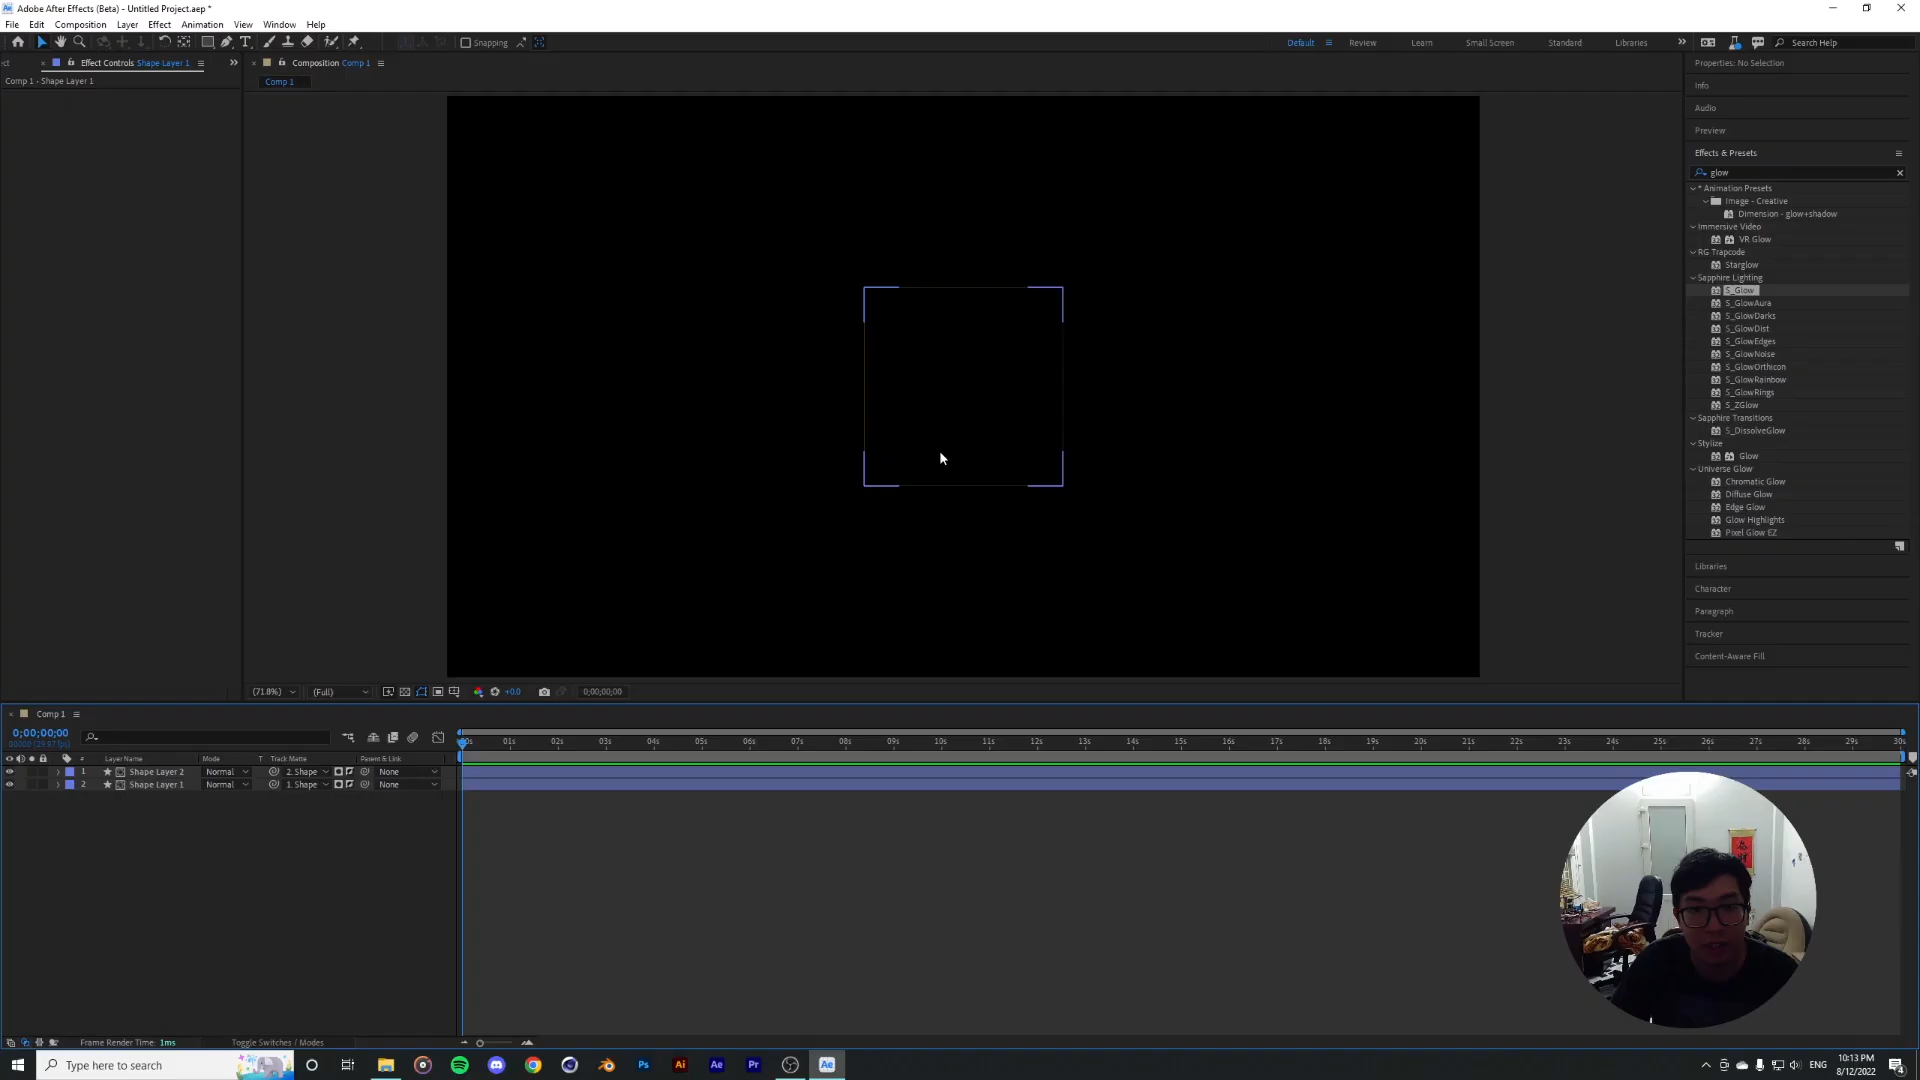 Adobe After Effects (Beta) - Untitled Project.aep *
File Edit Composition Layer Effect Animation View Window Help
Snapping
Default Review Learn Small Screen Standard Libraries Search Help
Effect Controls Shape Layer 1
Comp 1 - Shape Layer 1
Composition Comp 1
Comp 1
Properties: No Selection
Info
Audio
Preview
Effects & Presets
glow
* Animation Presets
Image - Creative
Dimension - glow+shadow
Immersive Video
VR Glow
RG Trapcode
Starglow
Sapphire Lighting
S_Glow
S_GlowAura
S_GlowDarks
S_GlowDist
S_GlowEdges
S_GlowNoise
S_GlowOrthicon
S_GlowRainbow
S_GlowRings
S_ZGlow
Sapphire Transitions
S_DissolveGlow
Stylize
Glow
Universe Glow
Chromatic Glow
Diffuse Glow
Edge Glow
Glow Highlights
Pixel Glow EZ
Libraries
Character
Paragraph
Tracker
Content-Aware Fill
(71.8%) (Full) +0.0 0;00;00;00
Comp 1
0;00;00;00
00000 (29.97 fps)
01s 02s 03s 04s 05s 06s 07s 08s 09s 10s 11s 12s 13s 14s 15s 16s 17s 18s 19s 20s 21s 22s 23s 24s 25s 26s 27s 28s 29s 30s
# Layer Name Mode T Track Matte Parent & Link
1 Shape Layer 2 Normal 2. Shape None
2 Shape Layer 1 Normal 1. Shape None
Frame Render Time: 1ms Toggle Switches / Modes
Type here to search
Ps Ai Ae Pr Ae
ENG
10:13 PM
8/12/2022
4